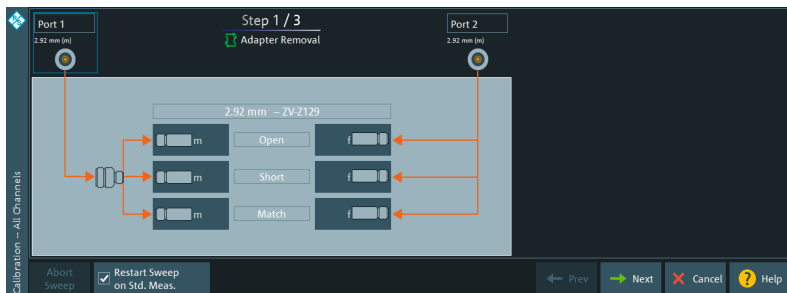 Port 1
2.92 mm (m)
Step 1 / 3
Adapter Removal
Port 2
2.92 mm (m)
2.92 mm – ZV-Z129
m Open f
m Short f
m Match f
Calibration – All Channels
Abort Sweep
Restart Sweep
on Std. Meas.
Prev
Next
Cancel
? Help